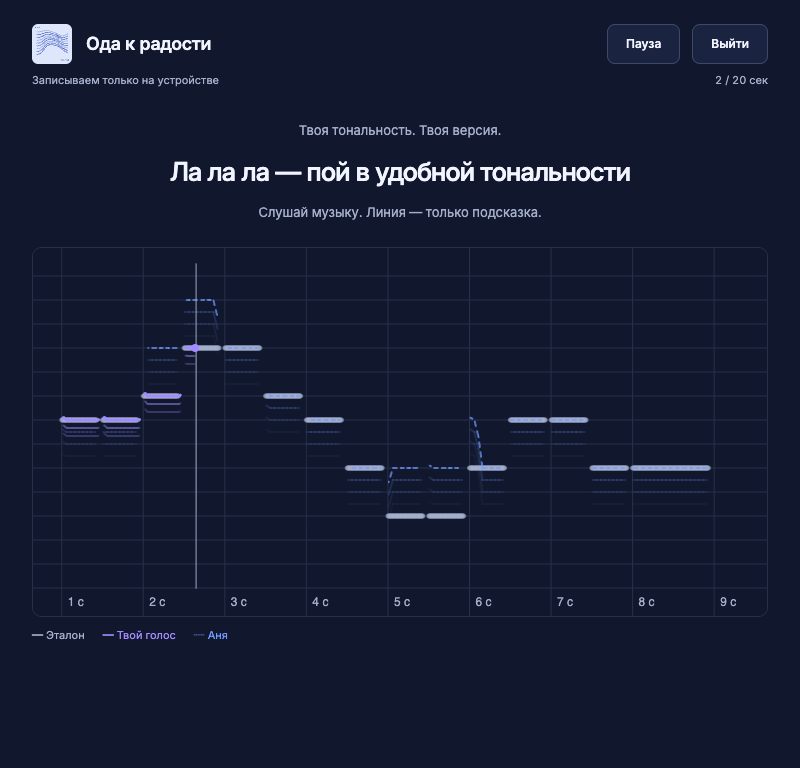 Ода к радости
Пауза
Выйти
Записываем только на устройстве
2 / 20 сек
Твоя тональность. Твоя версия.
Ла ла ла — пой в удобной тональности
Слушай музыку. Линия — только подсказка.
1 с
2 с
3 с
4 с
5 с
6 с
7 с
8 с
9 с
Эталон
Твой голос
Аня